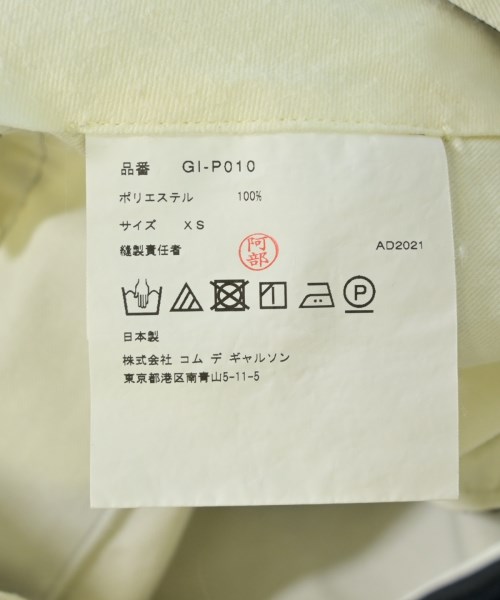 品番 GI-P010
ポリエステル 100%
サイズ XS
縫製責任者 阿部 AD2021
P
日本製
株式会社 コム デ ギャルソン
東京都港区南青山5-11-5